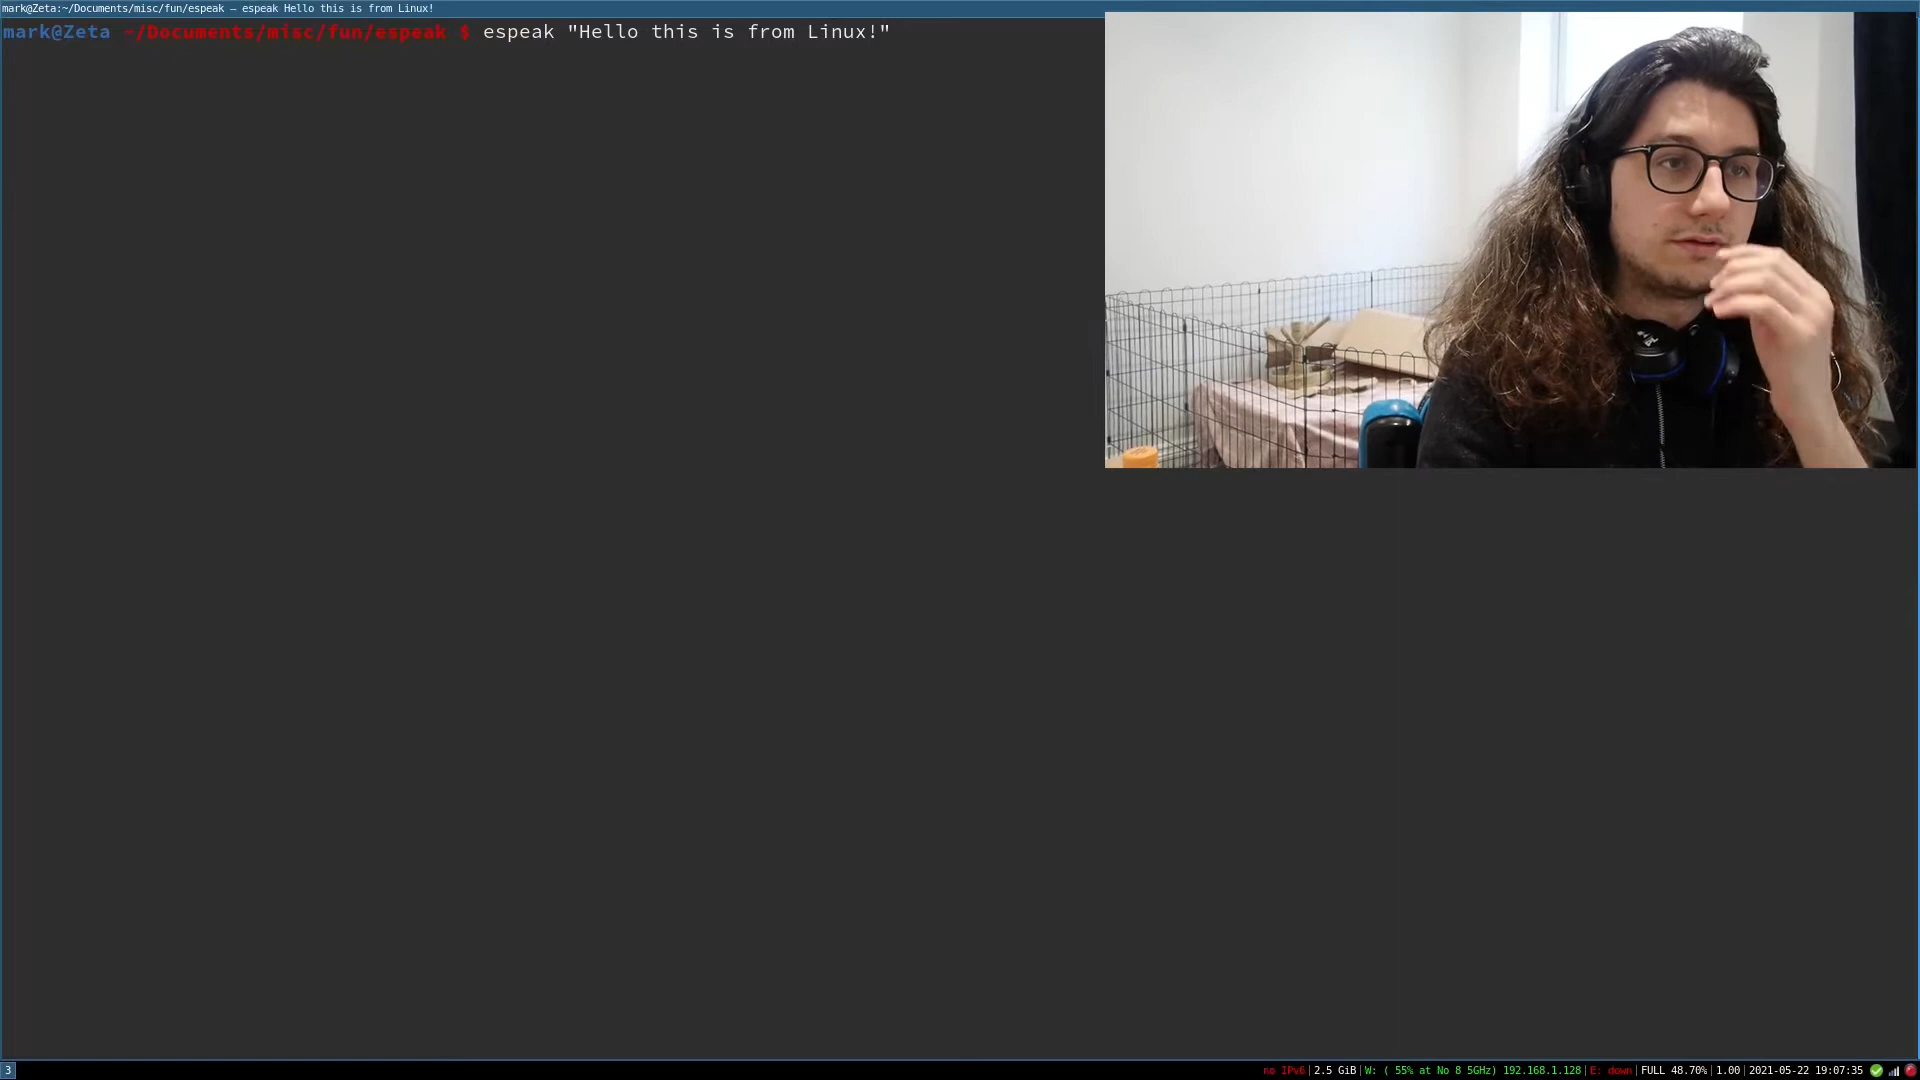 mark@Zeta:~/Documents/misc/fun/espeak — espeak Hello this is from Linux!
mark@Zeta ~/Documents/misc/fun/espeak $ espeak "Hello this is from Linux!"
3
no IPv6|2.5 GiB|W: ( 55% at No 8 5GHz) 192.168.1.128|E: down|FULL 48.70%|1.00|2021-05-22 19:07:35